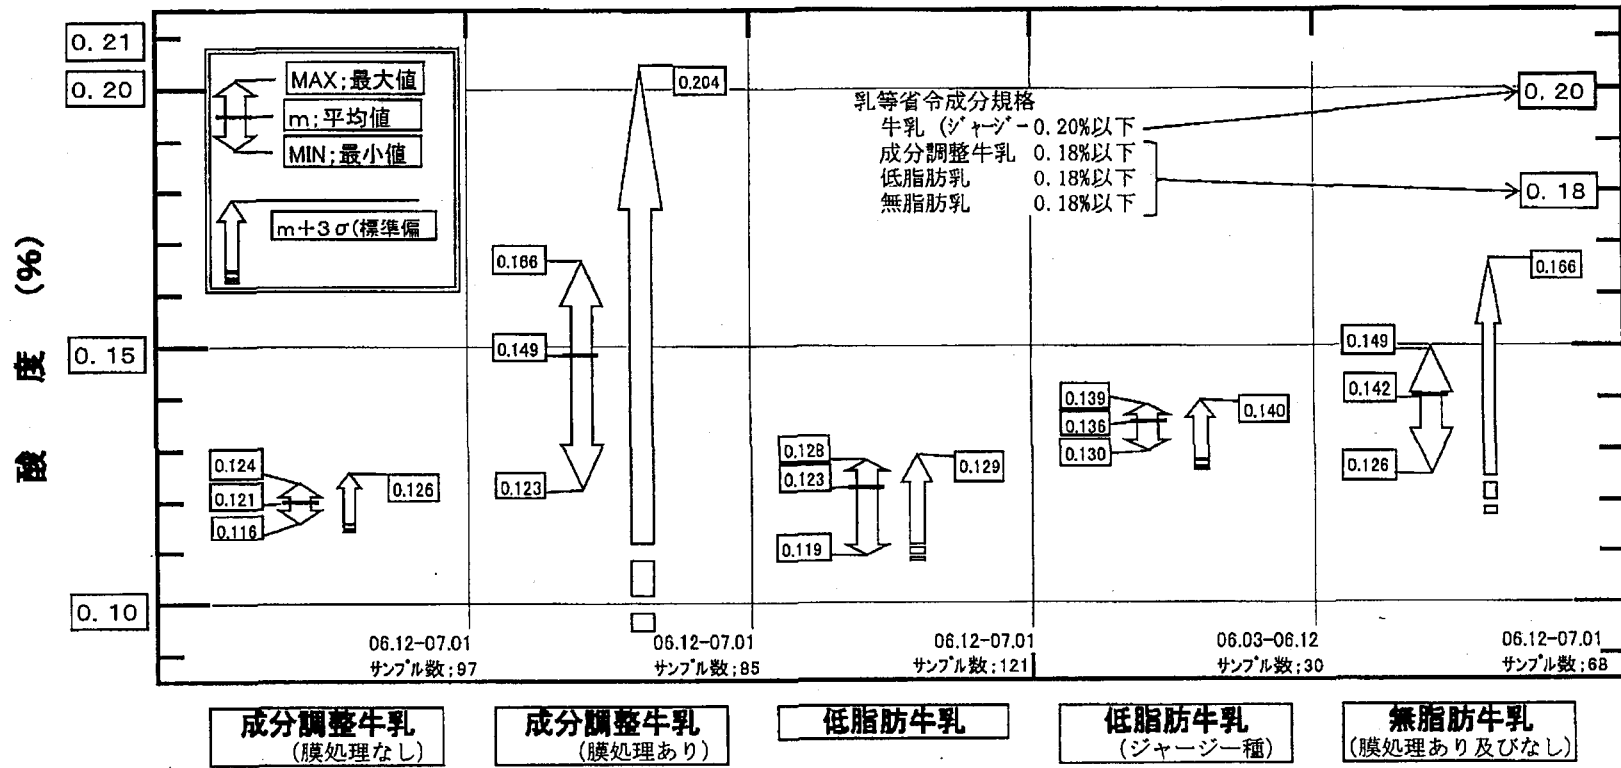 0.21
0.20
0.15
0.10
酸 度 (%)
MAX;最大値
m;平均値
MIN;最小値
m+3σ(標準偏
乳等省令成分規格
牛乳 (ジャージー 0.20%以下
成分調整牛乳 0.18%以下
低脂肪乳 0.18%以下
無脂肪乳 0.18%以下
0.20
0.18
0.124
0.121
0.116
0.126
06.12-07.01
サンプル数;97
0.166
0.149
0.123
0.204
06.12-07.01
サンプル数;85
0.128
0.123
0.119
0.129
06.12-07.01
サンプル数;121
0.139
0.136
0.130
0.140
06.03-06.12
サンプル数;30
0.149
0.142
0.126
0.166
06.12-07.01
サンプル数;68
成分調整牛乳
(膜処理なし)
成分調整牛乳
(膜処理あり)
低脂肪牛乳
低脂肪牛乳
(ジャージー種)
無脂肪牛乳
(膜処理あり及びなし)